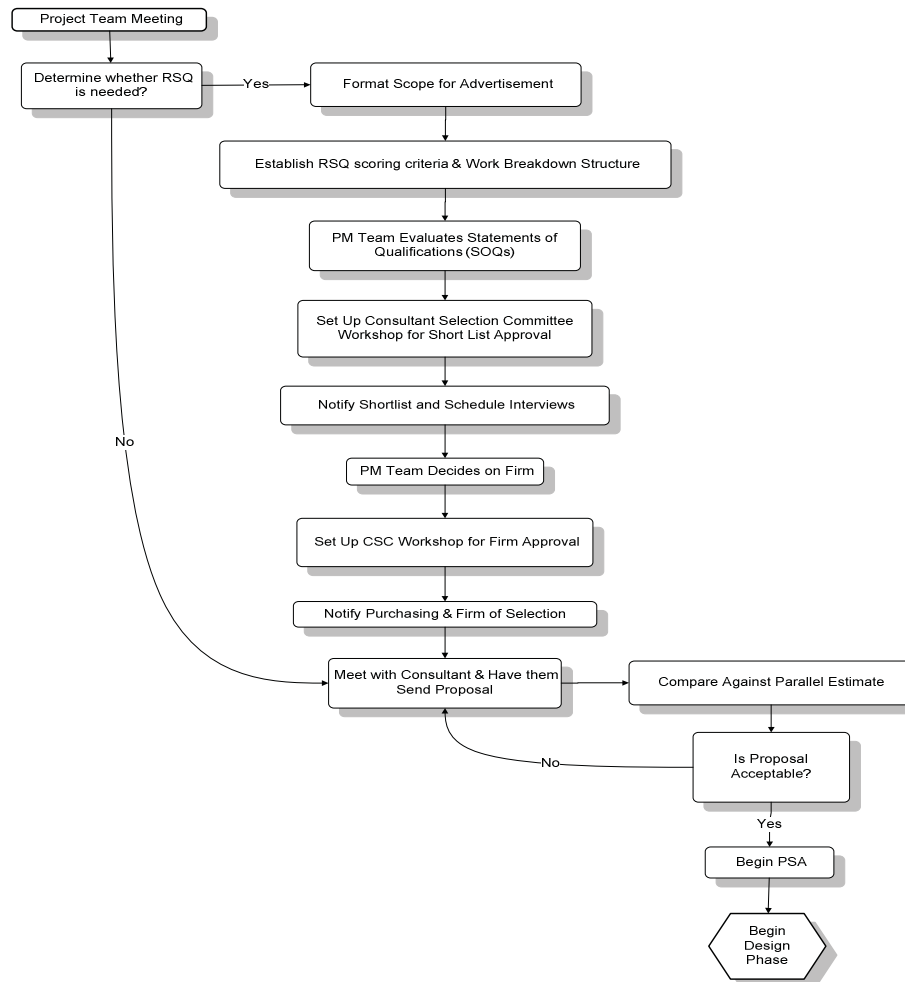 Project Team Meeting
Determine whether RSQ
is needed?
Yes
Format Scope for Advertisement
Establish RSQ scoring criteria & Work Breakdown Structure
PM Team Evaluates Statements of
Qualifications (SOQs)
Set Up Consultant Selection Committee
Workshop for Short List Approval
Notify Shortlist and Schedule Interviews
No
PM Team Decides on Firm
Set Up CSC Workshop for Firm Approval
Notify Purchasing & Firm of Selection
Meet with Consultant & Have them
Send Proposal
Compare Against Parallel Estimate
Is Proposal
Acceptable?
No
Yes
Begin PSA
Begin
Design
Phase